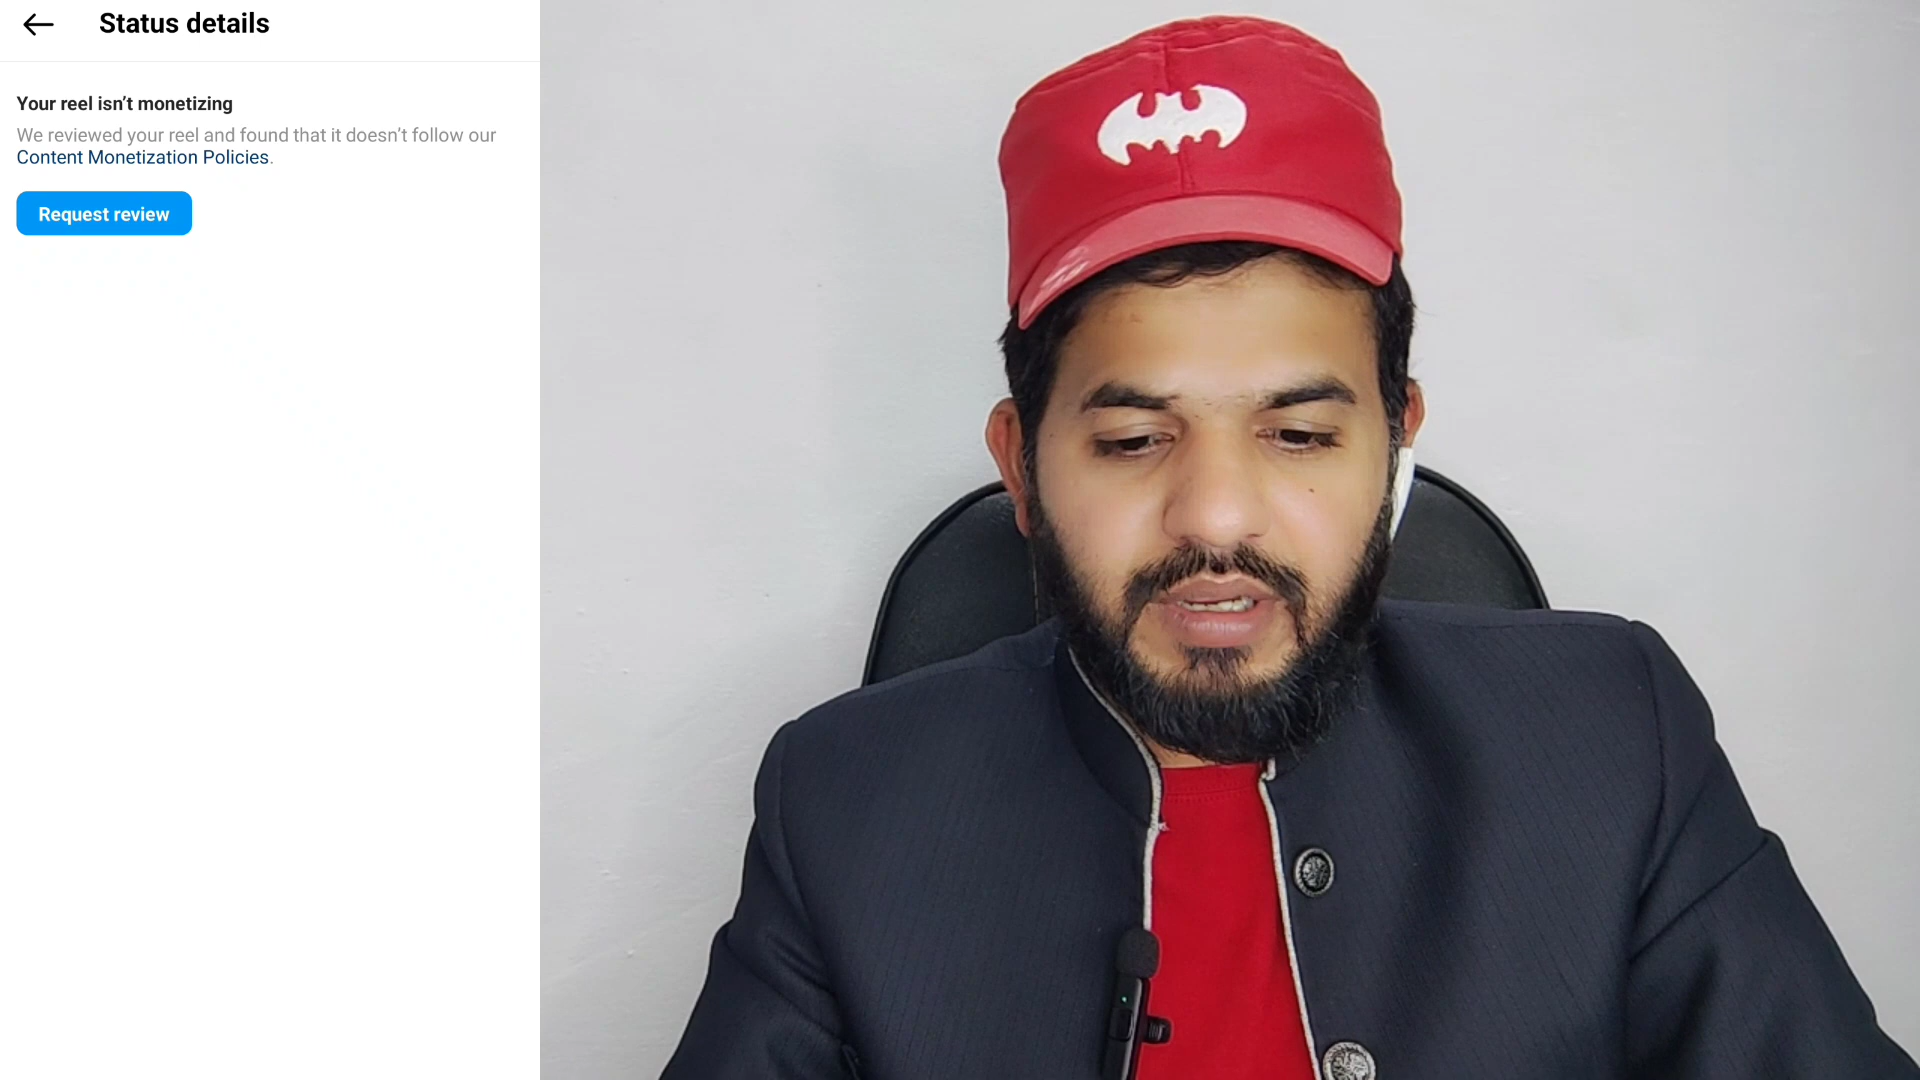 Status details
Your reel isn’t monetizing
We reviewed your reel and found that it doesn’t follow our
Content Monetization Policies.
Request review